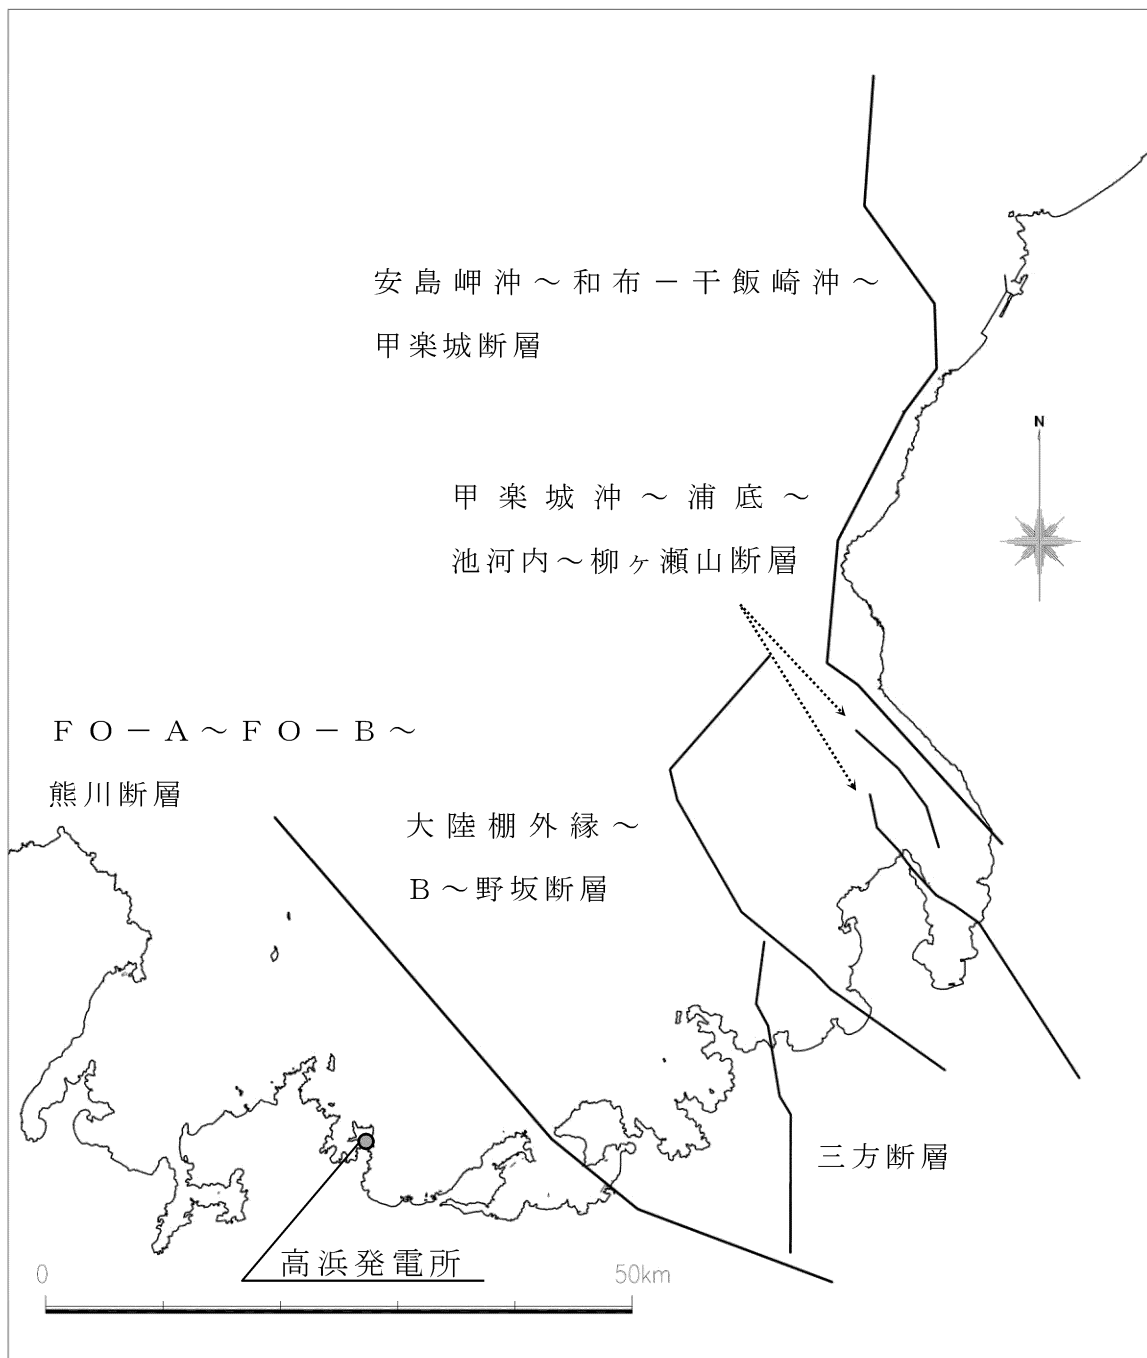 安島岬沖～和布－干飯崎沖～
甲楽城断層
N
甲楽城沖～浦底～
池河内～柳ヶ瀬山断層
ＦＯ－Ａ～ＦＯ－Ｂ～
熊川断層
大陸棚外縁～
Ｂ～野坂断層
三方断層
高浜発電所
0
50km